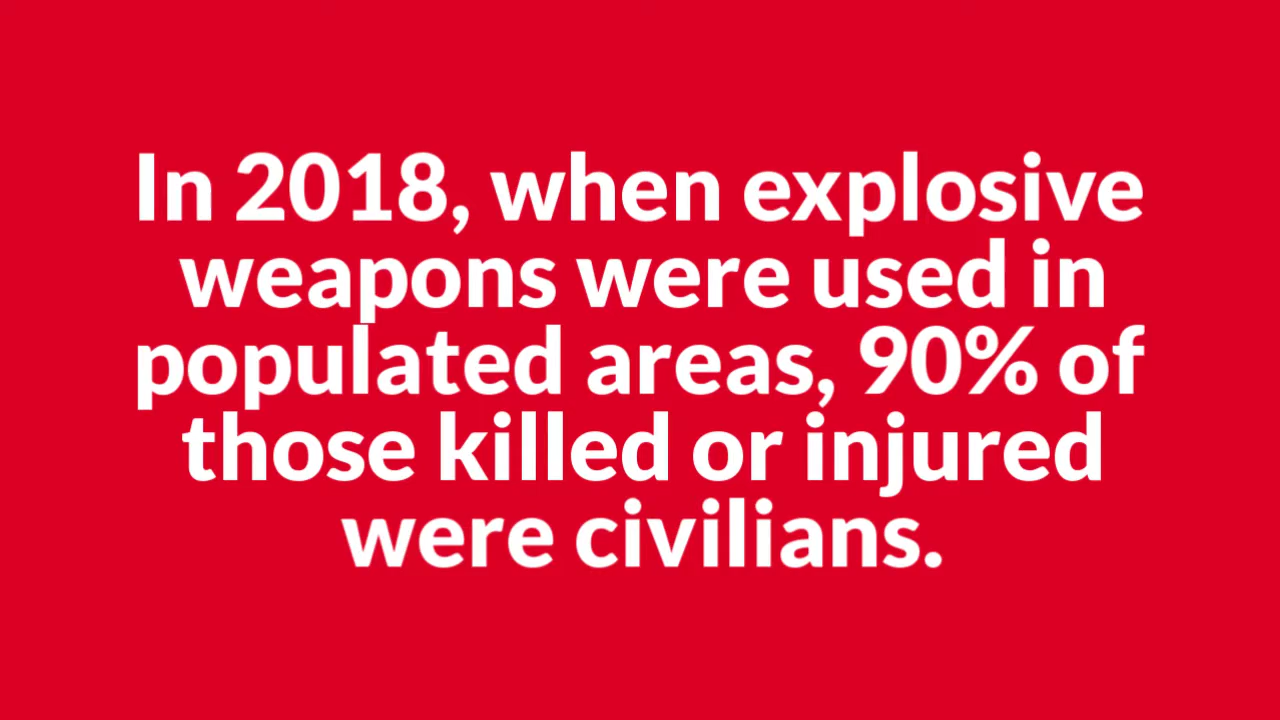 In 2018, when explosive
weapons were used in
populated areas, 90% of
those killed or injured
were civilians.